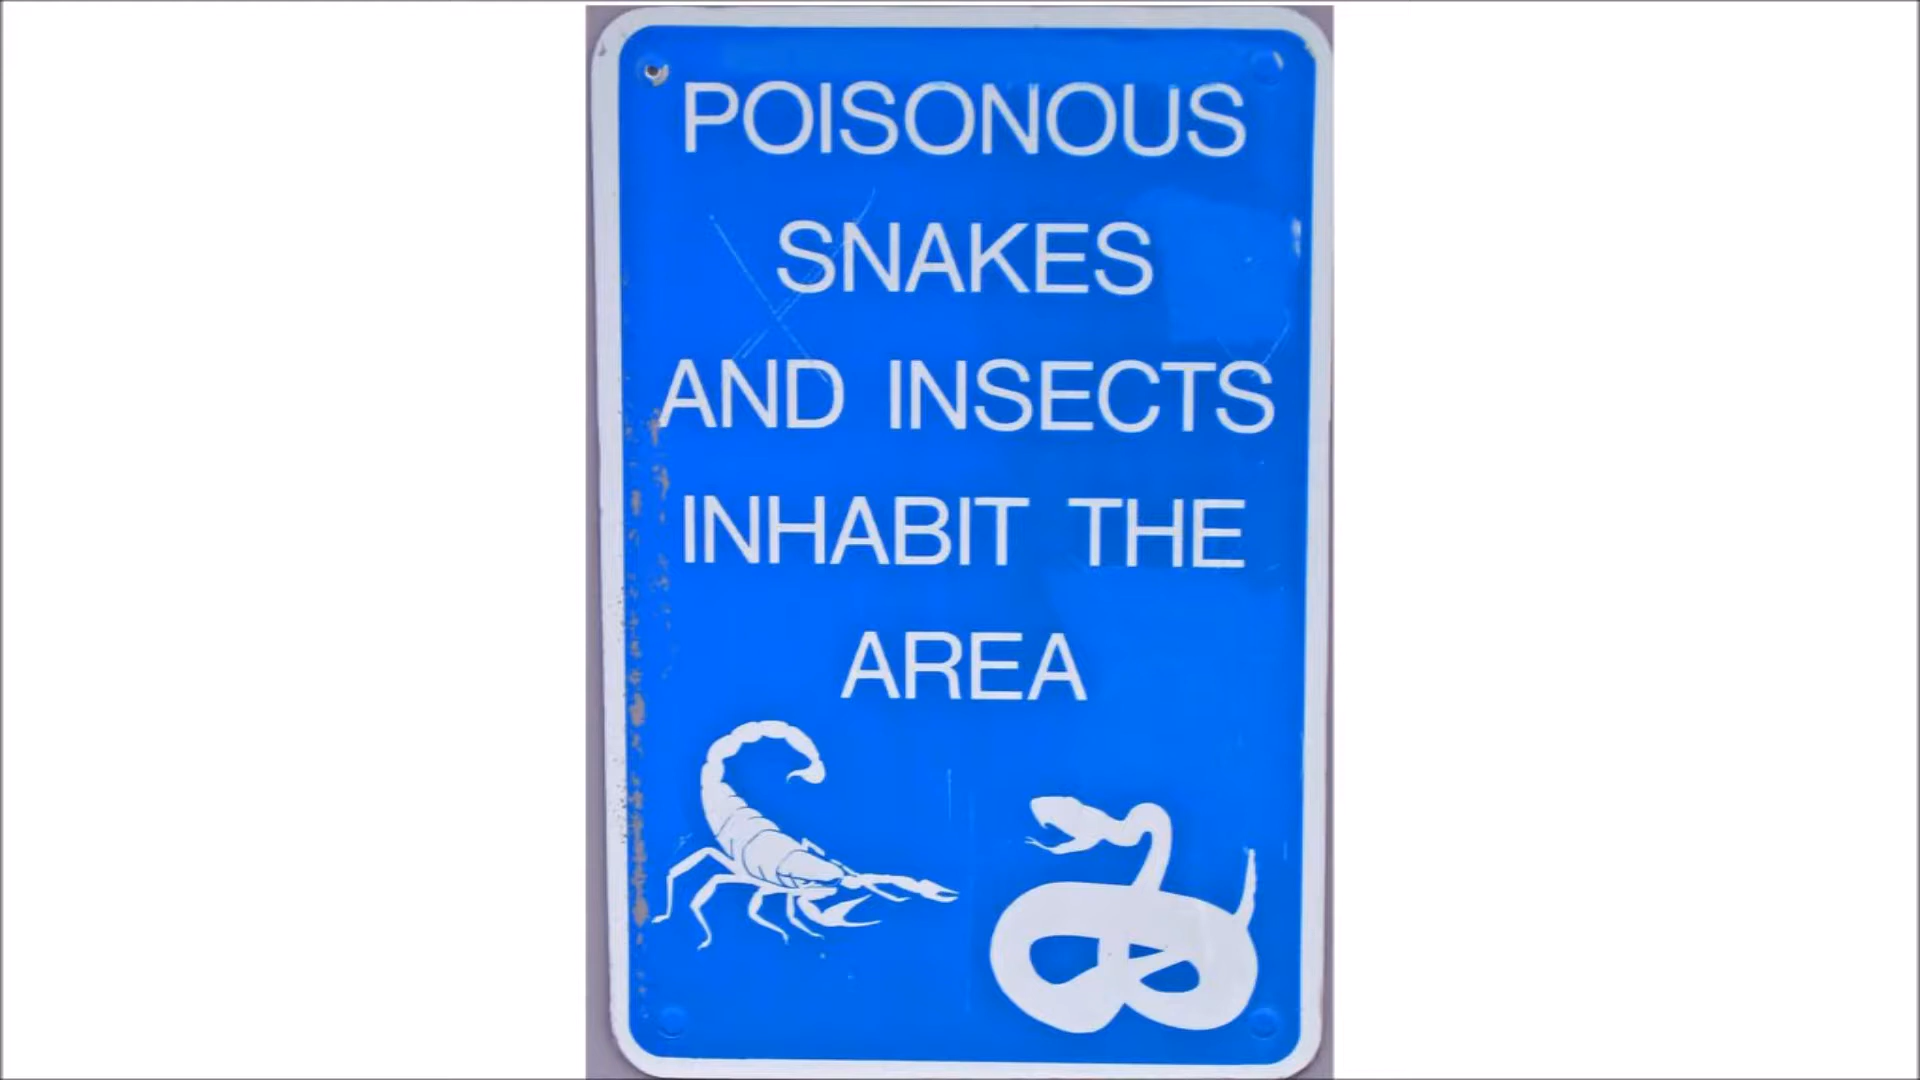 POISONOUS
SNAKES
AND INSECTS
INHABIT THE
AREA